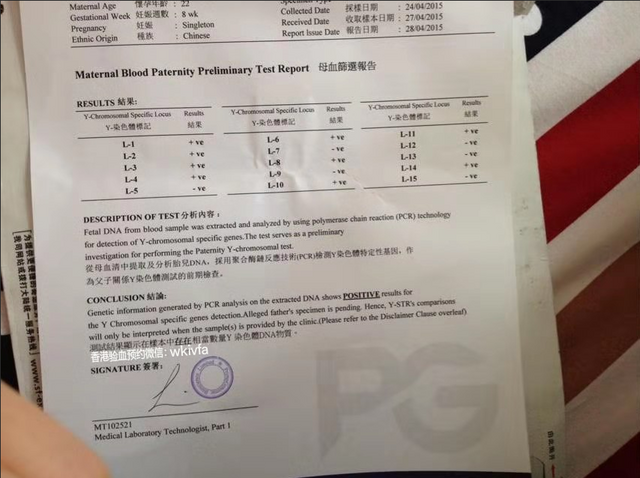 Maternal Age 懷孕年齡 : 22
Gestational Week 妊娠週數 : 8 wk
Pregnancy 妊娠 : Singleton
Ethnic Origin 種族 : Chinese
Collected Date 採樣日期 : 24/04/2015
Received Date 收取樣本日期 : 27/04/2015
Report Issue Date 報告日期 : 28/04/2015
Maternal Blood Paternity Preliminary Test Report 母血篩選報告
RESULTS 結果:
Y-Chromosomal Specific Locus Results
Y-染色體標記 結果
L-1 + ve
L-2 + ve
L-3 + ve
L-4 + ve
L-5 - ve
Y-Chromosomal Specific Locus Results
Y-染色體標記 結果
L-6 + ve
L-7 - ve
L-8 + ve
L-9 - ve
L-10 + ve
Y-Chromosomal Specific Locus Results
Y-染色體標記 結果
L-11 + ve
L-12 - ve
L-13 - ve
L-14 + ve
L-15 - ve
DESCRIPTION OF TEST 分析內容 :
Fetal DNA from blood sample was extracted and analyzed by using polymerase chain reaction (PCR) technology
for detection of Y-chromosomal specific genes.The test serves as a preliminary
investigation for performing the Paternity Y-chromosomal test.
從母血清中提取及分析胎兒DNA，採用聚合酶鏈反應技術(PCR)檢測Y染色體特定性基因，作
為父子關係Y染色體測試的前期檢查。
CONCLUSION 結論:
Genetic information generated by PCR analysis on the extracted DNA shows POSITIVE results for
the Y Chromosomal specific genes detection.Alleged father's specimen is pending. Hence, Y-STR's comparisons
will only be interpreted when the sample(s) is provided by the clinic.(Please refer to the Disclaimer Clause overleaf)
測試結果顯示在樣本中存在相當數量Y 染色體DNA物質。
香港验血预约微信: wkivfa
SIGNATURE 簽署:
MT102521
Medical Laboratory Technologist, Part 1
PG